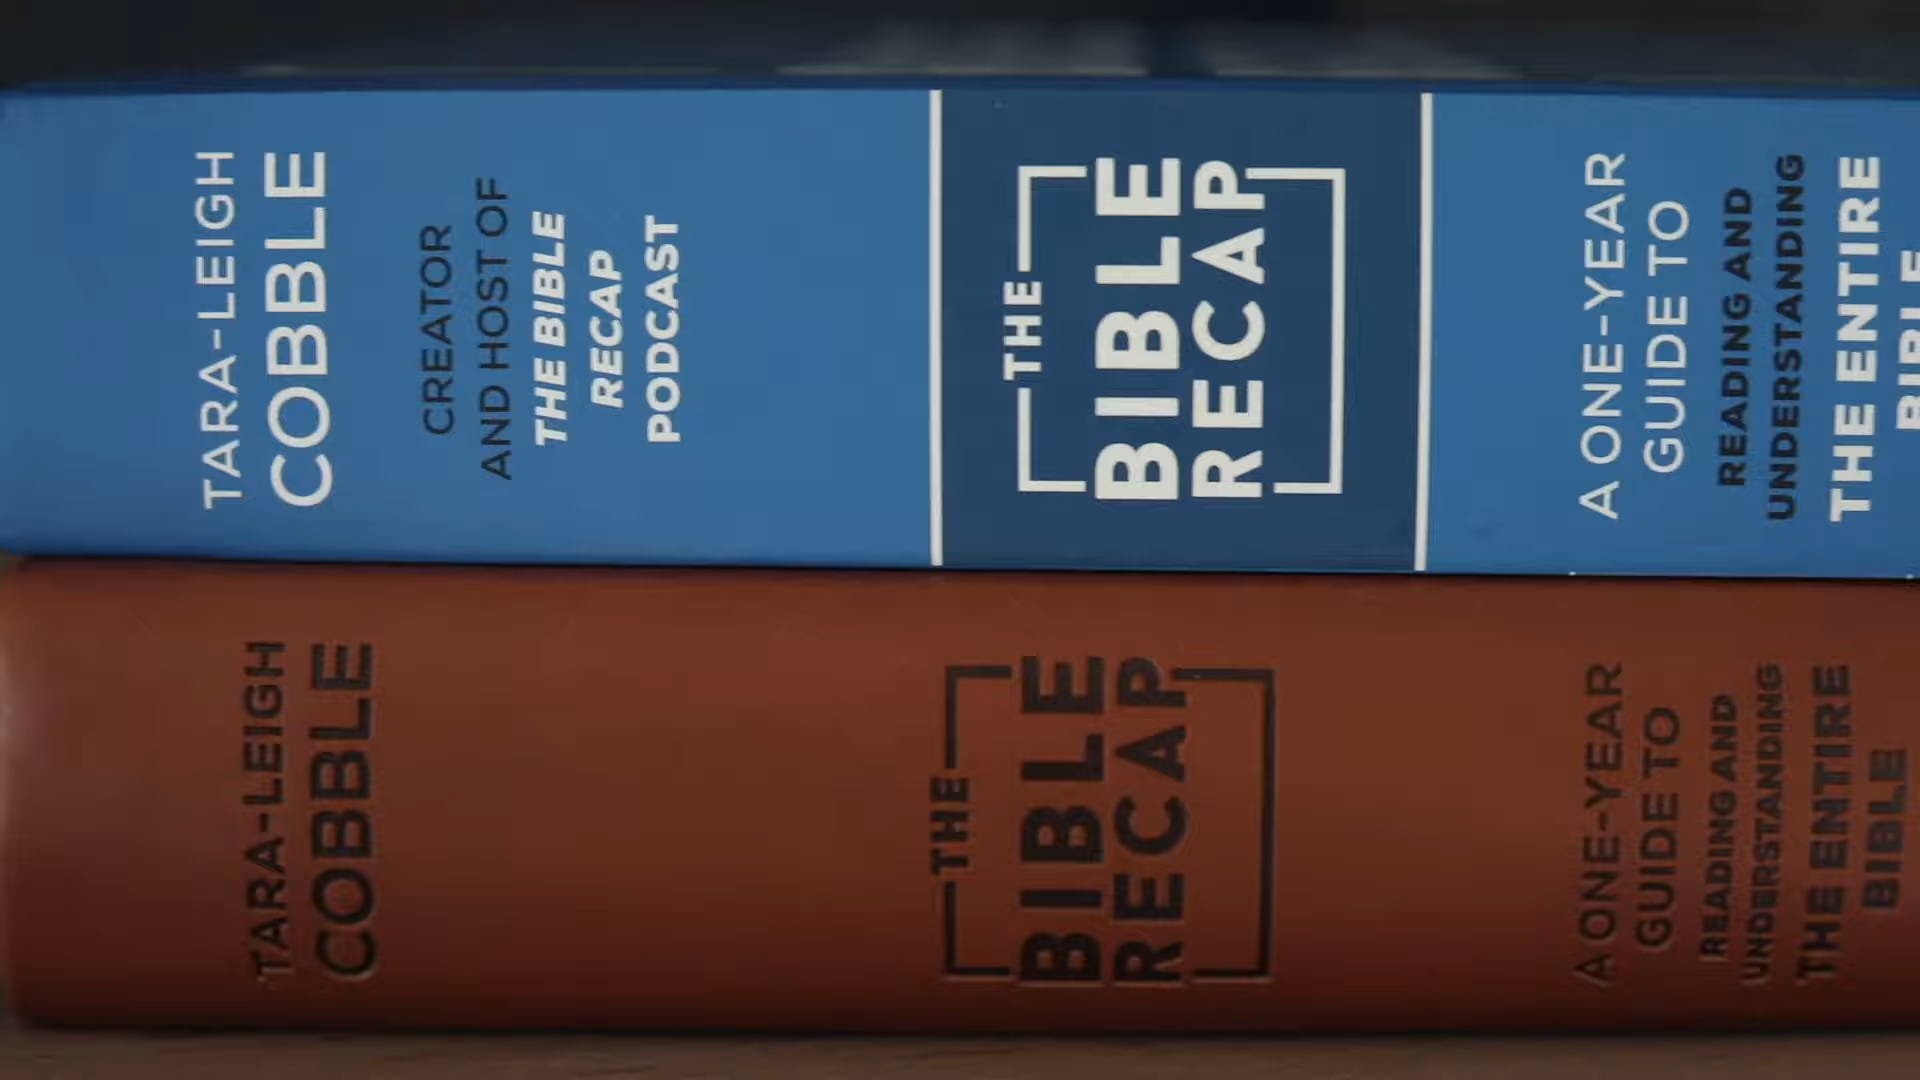 TARA-LEIGH
COBBLE
CREATOR
AND HOST OF
THE BIBLE
RECAP
PODCAST
THE
BIBLE
RECAP
A ONE-YEAR
GUIDE TO
READING AND
UNDERSTANDING
THE ENTIRE
BIBLE
TARA-LEIGH
COBBLE
THE
BIBLE
RECAP
A ONE-YEAR
GUIDE TO
READING AND
UNDERSTANDING
THE ENTIRE
BIBLE